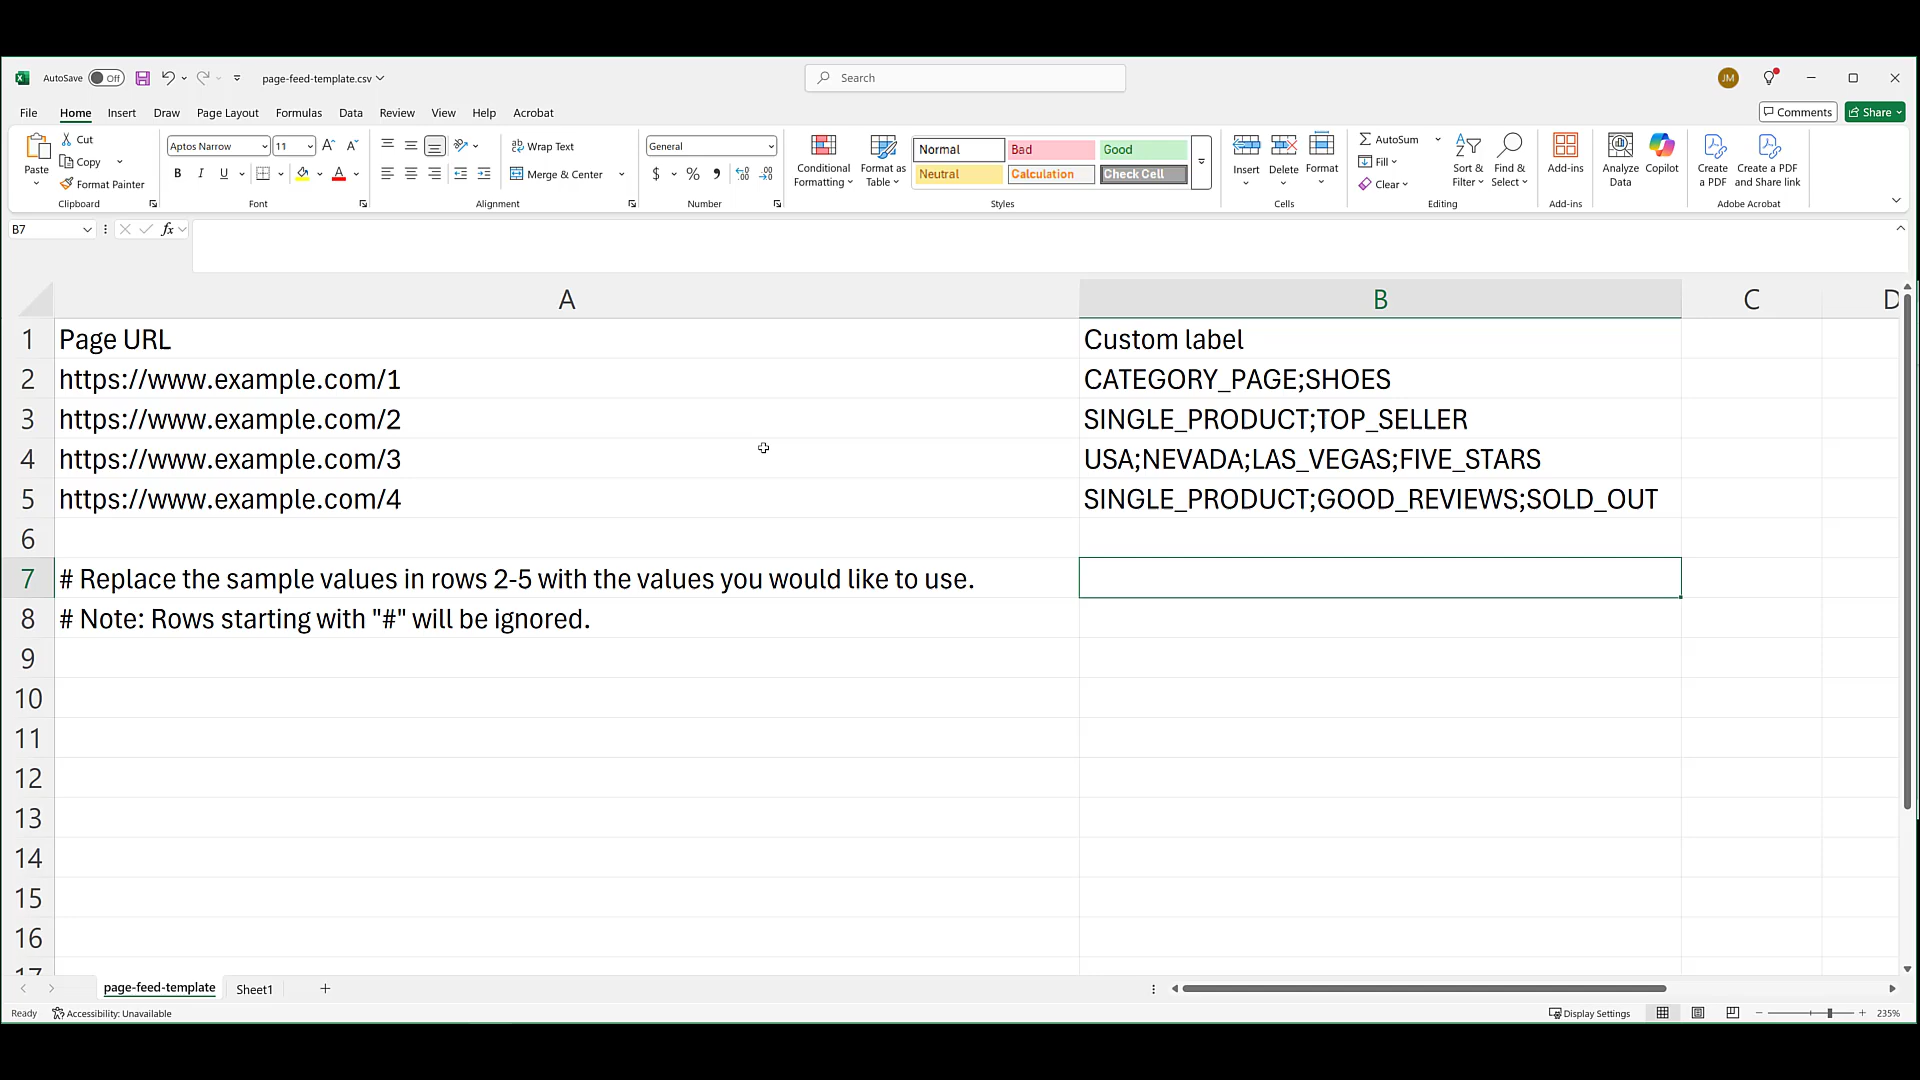 AutoSave Off page-feed-template.csv Search JM
File Home Insert Draw Page Layout Formulas Data Review View Help Acrobat Comments Share
Paste Cut Copy Format Painter Clipboard
Aptos Narrow 11 B I U A Font
Wrap Text Merge & Center Alignment
General $ % Number
Conditional Formatting Format as Table
Normal Bad Good
Neutral Calculation Check Cell
Styles
Insert Delete Format Cells
AutoSum Fill Clear Sort & Filter Find & Select Editing
Add-ins Add-ins
Analyze Data Copilot
Create a PDF Create a PDF and Share link Adobe Acrobat
B7 fx
A B C D
1 Page URL Custom label
2 https://www.example.com/1 CATEGORY_PAGE;SHOES
3 https://www.example.com/2 SINGLE_PRODUCT;TOP_SELLER
4 https://www.example.com/3 USA;NEVADA;LAS_VEGAS;FIVE_STARS
5 https://www.example.com/4 SINGLE_PRODUCT;GOOD_REVIEWS;SOLD_OUT
6
7 # Replace the sample values in rows 2-5 with the values you would like to use.
8 # Note: Rows starting with "#" will be ignored.
9
10
11
12
13
14
15
16
17
page-feed-template Sheet1 +
Ready Accessibility: Unavailable Display Settings 235%